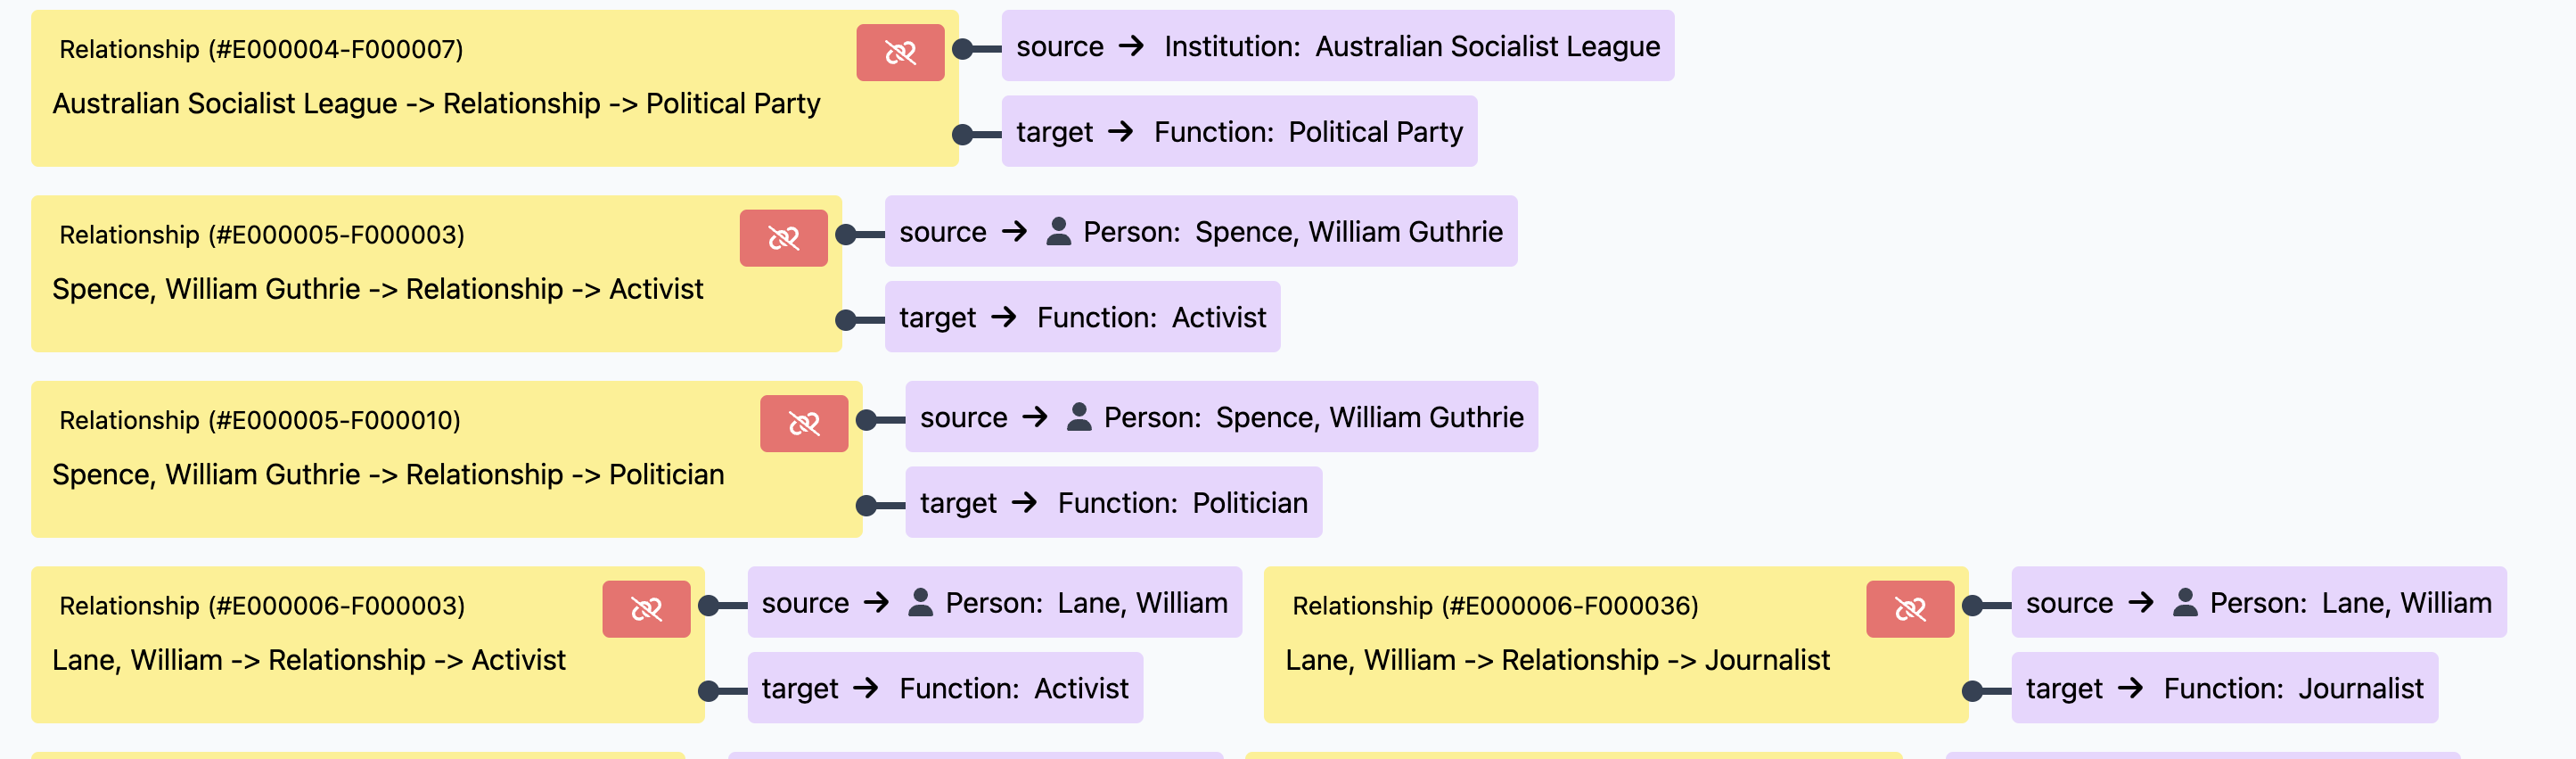 Relationship (#E000004-F000007)
Australian Socialist League -> Relationship -> Political Party
source → Institution: Australian Socialist League
target → Function: Political Party
Relationship (#E000005-F000003)
Spence, William Guthrie -> Relationship -> Activist
source → Person: Spence, William Guthrie
target → Function: Activist
Relationship (#E000005-F000010)
Spence, William Guthrie -> Relationship -> Politician
source → Person: Spence, William Guthrie
target → Function: Politician
Relationship (#E000006-F000003)
Lane, William -> Relationship -> Activist
source → Person: Lane, William
target → Function: Activist
Relationship (#E000006-F000036)
Lane, William -> Relationship -> Journalist
source → Person: Lane, William
target → Function: Journalist